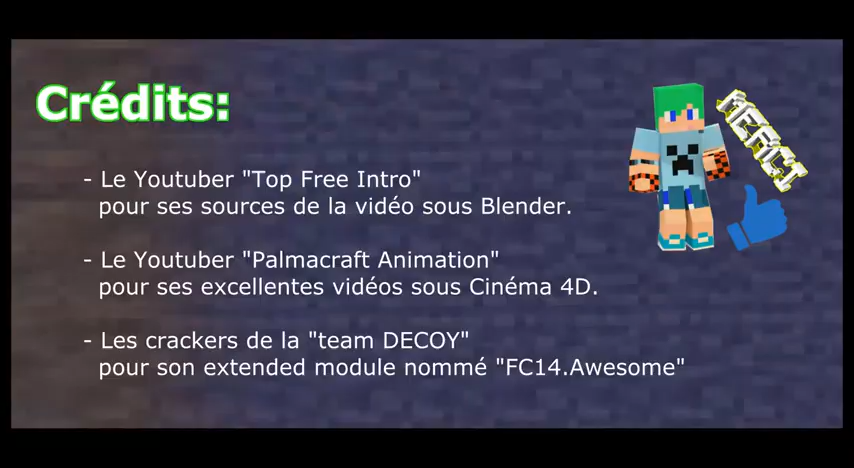 Crédits:
MERCI
- Le Youtuber "Top Free Intro"
pour ses sources de la vidéo sous Blender.
- Le Youtuber "Palmacraft Animation"
pour ses excellentes vidéos sous Cinéma 4D.
- Les crackers de la "team DECOY"
pour son extended module nommé "FC14.Awesome"